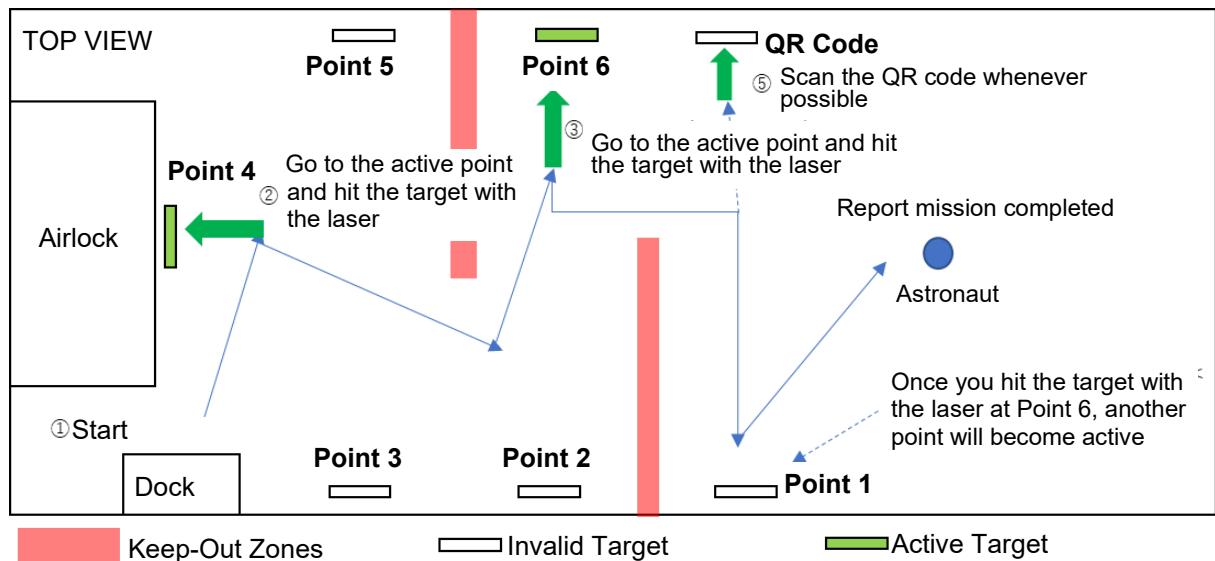 TOP VIEW
Point 5
Point 6
QR Code
⑤ Scan the QR code whenever
possible
③ Go to the active point and hit
the target with the laser
Point 4
② Go to the active point
and hit the target with
the laser
Airlock
Report mission completed
Astronaut
Once you hit the target with
the laser at Point 6, another
point will become active
①Start
Dock
Point 3
Point 2
Point 1
Keep-Out Zones
Invalid Target
Active Target